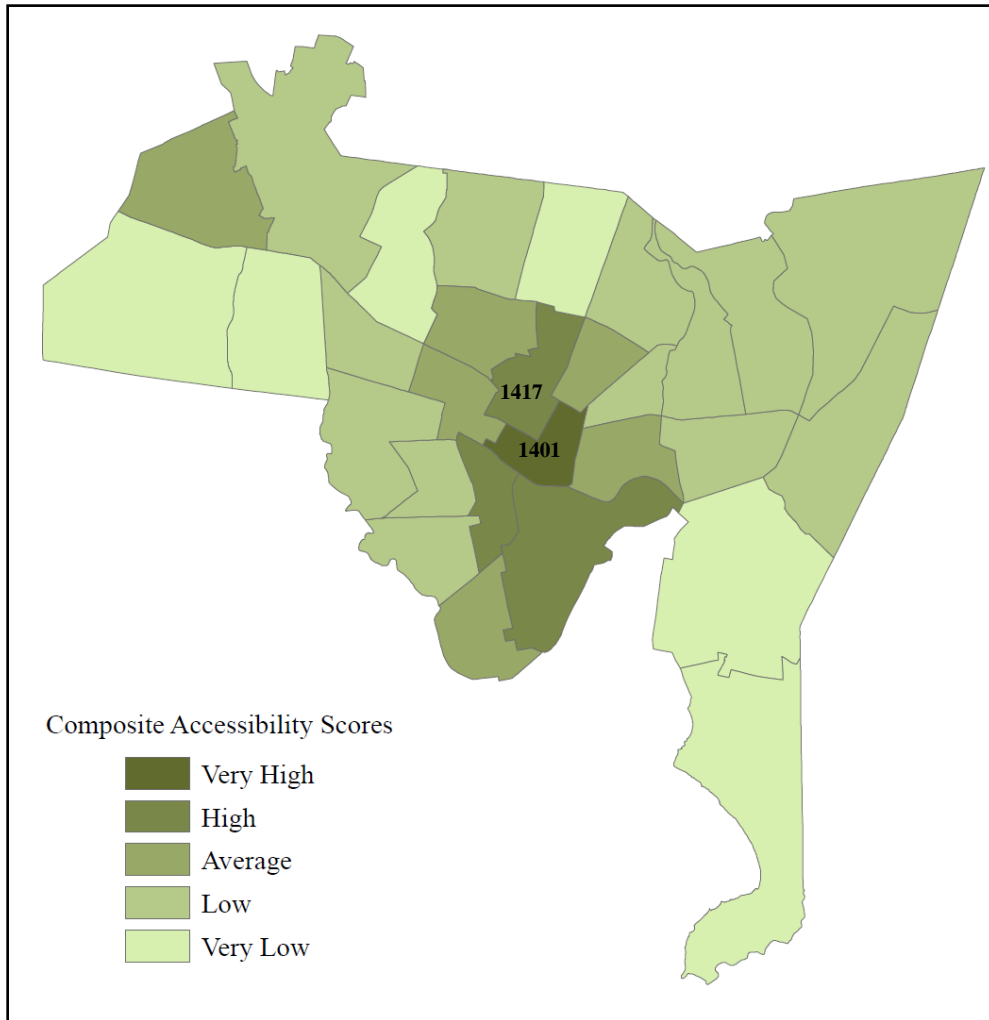 1417
1401
Composite Accessibility Scores
Very High
High
Average
Low
Very Low